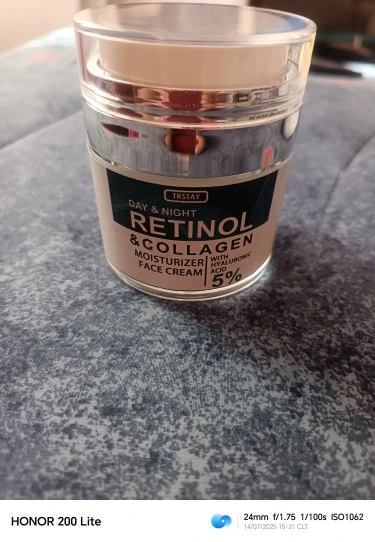 TRSTAY
DAY & NIGHT
RETINOL
& COLLAGEN
MOISTURIZER
FACE CREAM
WITH
HYALURONIC
ACID
5%
HONOR 200 Lite
24mm f/1.75 1/100s ISO1062
14/07/2025 15:31 CLT